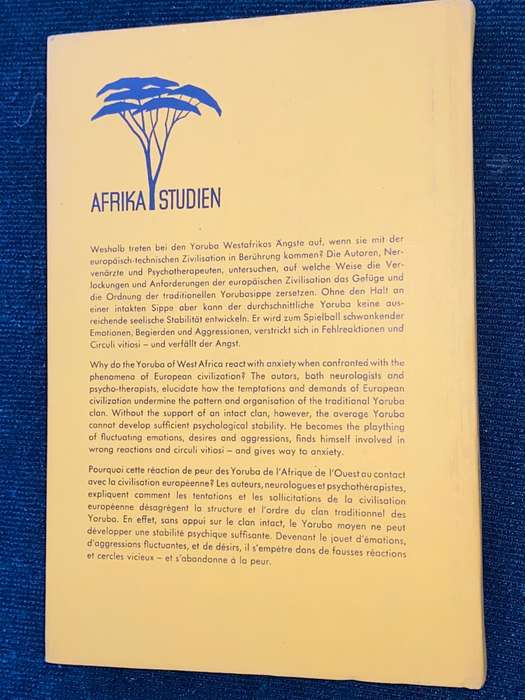 AFRIKA STUDIEN
Weshalb treten bei den Yoruba Westafrikas Ängste auf, wenn sie mit der
europäisch-technischen Zivilisation in Berührung kommen? Die Autoren, Ner-
venärzte und Psychotherapeuten, untersuchen, auf welche Weise die Ver-
lockungen und Anforderungen der europäischen Zivilisation das Gefüge und
die Ordnung der traditionellen Yorubasippe zersetzen. Ohne den Halt an
einer intakten Sippe aber kann der durchschnittliche Yoruba keine aus-
reichende seelische Stabilität entwickeln. Er wird zum Spielball schwankender
Emotionen, Begierden und Aggressionen, verstrickt sich in Fehlreaktionen und
Circuli vitiosi – und verfällt der Angst.
Why do the Yoruba of West Africa react with anxiety when confronted with the
phenomena of European civilization? The autors, both neurologists and
psycho-therapists, elucidate how the temptations and demands of European
civilization undermine the pattern and organisation of the traditional Yoruba
clan. Without the support of an intact clan, however, the average Yoruba
cannot develop sufficient psychological stability. He becomes the plaything
of fluctuating emotions, desires and aggressions, finds himself involved in
wrong reactions and circuli vitiosi – and gives way to anxiety.
Pourquoi cette réaction de peur des Yoruba de l'Afrique de l'Ouest au contact
avec la civilisation européenne? Les auteurs, neurologues et psychothérapistes,
expliquent comment les tentations et les sollicitations de la civilisation
européenne désagrègent la structure et l'ordre du clan traditionnel des
Yoruba. En effet, sans appui sur le clan intact, le Yorubo moyen ne peut
développer une stabilité psychique suffisante. Devenant le jouet d'émotions,
d'aggressions fluctuantes, et de désirs, il s'empêtre dans de fausses réactions
et cercles vicieux – et s'abandonne à la peur.